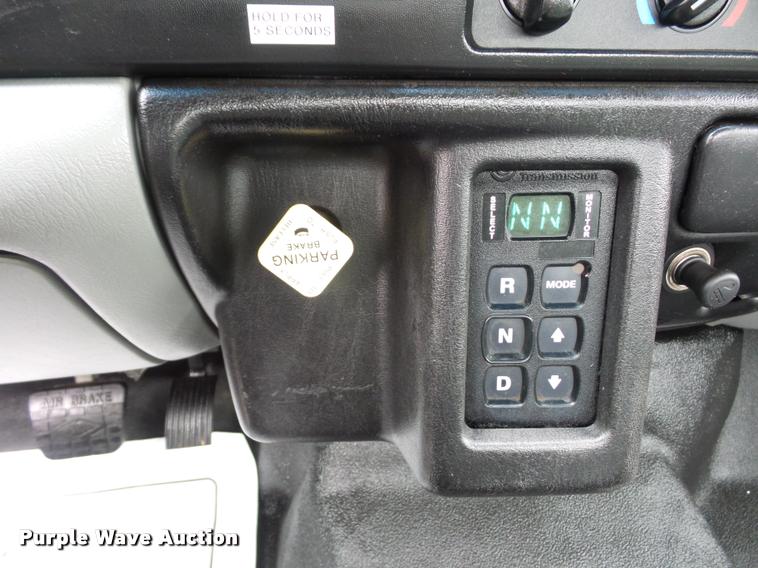 HOLD FOR
5 SECONDS
Transmission
SELECT
NN
MONITOR
PARKING
BRAKE
R
MODE
N
D
AIR BRAKE
Purple Wave Auction